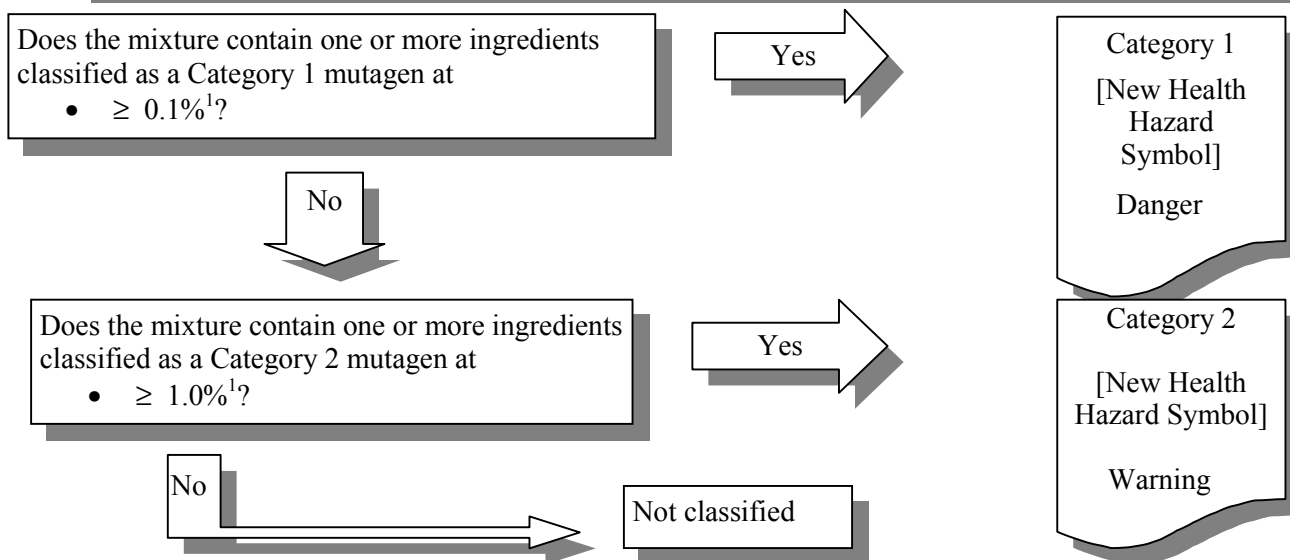 Does the mixture contain one or more ingredients
classified as a Category 1 mutagen at
• ≥ 0.1%¹?
Yes
Category 1
[New Health
Hazard
Symbol]
Danger
No
Does the mixture contain one or more ingredients
classified as a Category 2 mutagen at
• ≥ 1.0%¹?
Yes
Category 2
[New Health
Hazard Symbol]
Warning
No
Not classified